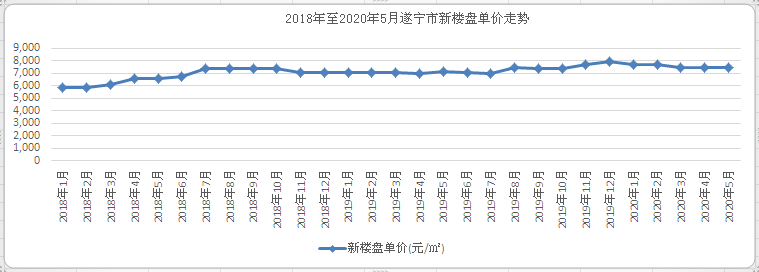 2018年至2020年5月遂宁市新楼盘单价走势
9,000
8,000
7,000
6,000
5,000
4,000
3,000
2,000
1,000
0
2018年1月
2018年2月
2018年3月
2018年4月
2018年5月
2018年6月
2018年7月
2018年8月
2018年9月
2018年10月
2018年11月
2018年12月
2019年1月
2019年2月
2019年3月
2019年4月
2019年5月
2019年6月
2019年7月
2019年8月
2019年9月
2019年10月
2019年11月
2019年12月
2020年1月
2020年2月
2020年3月
2020年4月
2020年5月
新楼盘单价(元/㎡)